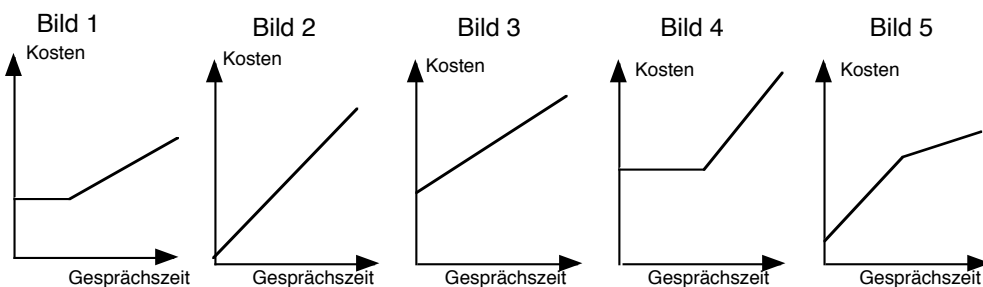 Bild 1
Bild 2
Bild 3
Bild 4
Bild 5
Kosten
Kosten
Kosten
Kosten
Kosten
Gesprächszeit
Gesprächszeit
Gesprächszeit
Gesprächszeit
Gesprächszeit